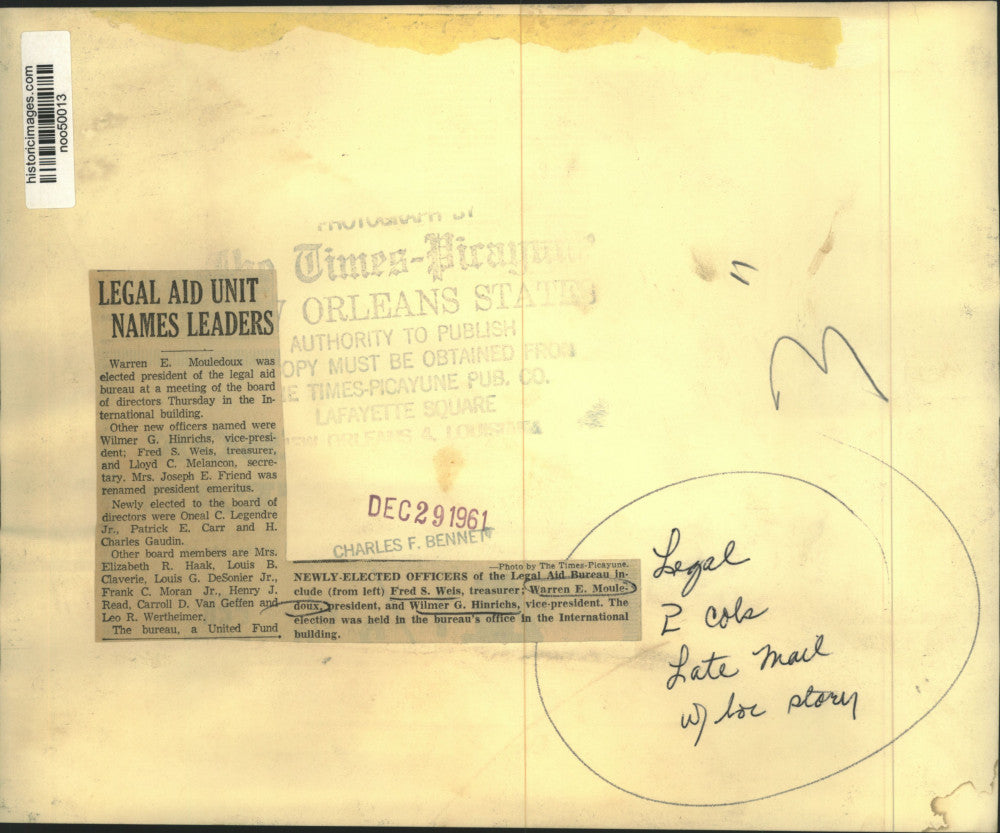 historicimages.com
noo50013
PHOTOGRAPH BY
The Times-Picayune
ORLEANS STATES
AUTHORITY TO PUBLISH
OPY MUST BE OBTAINED FROM
E TIMES-PICAYUNE PUB. CO.
LAFAYETTE SQUARE
NEW ORLEANS 4, LOUISIANA
DEC 29 1961
CHARLES F. BENNETT
LEGAL AID UNIT
NAMES LEADERS
Warren E. Mouledoux was
elected president of the legal aid
bureau at a meeting of the board
of directors Thursday in the In-
ternational building.
Other new officers named were
Wilmer G. Hinrichs, vice-presi-
dent; Fred S. Weis, treasurer,
and Lloyd C. Melancon, secre-
tary. Mrs. Joseph E. Friend was
renamed president emeritus.
Newly elected to the board of
directors were Oneal C. Legendre
Jr., Patrick E. Carr and H.
Charles Gaudin.
Other board members are Mrs.
Elizabeth R. Haak, Louis B.
Claverie, Louis G. DeSonier Jr.,
Frank C. Moran Jr., Henry J.
Read, Carroll D. Van Geffen and
Leo R. Wertheimer.
The bureau, a United Fund
—Photo by The Times-Picayune.
NEWLY-ELECTED OFFICERS of the Legal Aid Bureau in-
clude (from left) Fred S. Weis, treasurer; Warren E. Moule-
doux, president, and Wilmer G. Hinrichs, vice-president. The
election was held in the bureau's office in the International
building.
Legal
2 cols
Late Mail
w/ loc story